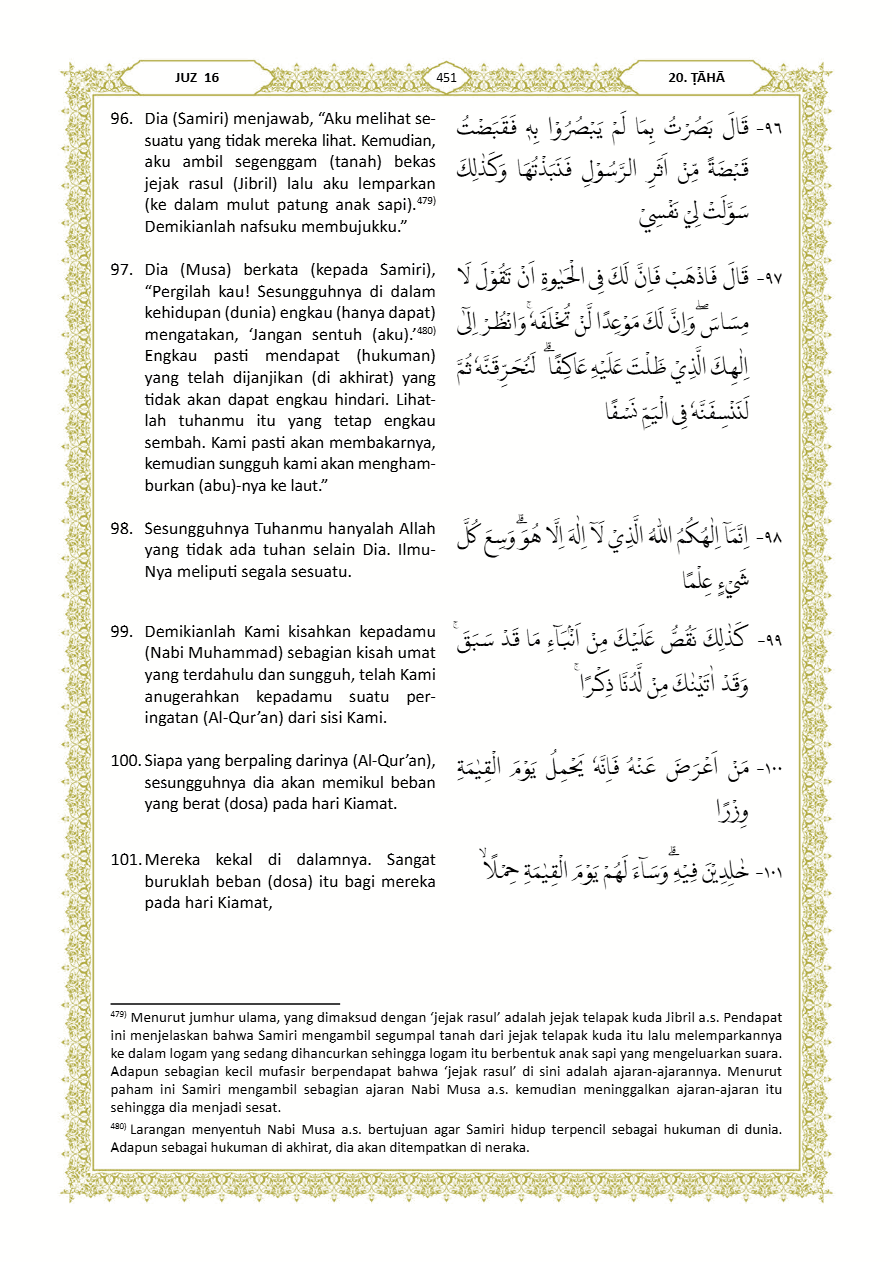 JUZ 16
451
20. ṬĀHĀ
96. Dia (Samiri) menjawab, “Aku melihat se-
suatu yang tidak mereka lihat. Kemudian,
aku ambil segenggam (tanah) bekas
jejak rasul (Jibril) lalu aku lemparkan
(ke dalam mulut patung anak sapi).479)
Demikianlah nafsuku membujukku.”
٩٦- قَالَ بَصُرْتُ بِمَا لَمْ يَبْصُرُوْا بِهٖ فَقَبَضْتُ
قَبْضَةً مِّنْ اَثَرِ الرَّسُوْلِ فَنَبَذْتُهَا وَكَذٰلِكَ
سَوَّلَتْ لِيْ نَفْسِيْ
97. Dia (Musa) berkata (kepada Samiri),
“Pergilah kau! Sesungguhnya di dalam
kehidupan (dunia) engkau (hanya dapat)
mengatakan, ‘Jangan sentuh (aku).’480)
Engkau pasti mendapat (hukuman)
yang telah dijanjikan (di akhirat) yang
tidak akan dapat engkau hindari. Lihat-
lah tuhanmu itu yang tetap engkau
sembah. Kami pasti akan membakarnya,
kemudian sungguh kami akan mengham-
burkan (abu)-nya ke laut.”
٩٧- قَالَ فَاذْهَبْ فَاِنَّ لَكَ فِى الْحَيٰوةِ اَنْ تَقُوْلَ لَا
مِسَاسَۖ وَاِنَّ لَكَ مَوْعِدًا لَّنْ تُخْلَفَهٗۚ وَانْظُرْ اِلٰٓى
اِلٰهِكَ الَّذِيْ ظَلْتَ عَلَيْهِ عَاكِفًاۗ لَنُحَرِّقَنَّهٗ ثُمَّ
لَنَنْسِفَنَّهٗ فِى الْيَمِّ نَسْفًا
98. Sesungguhnya Tuhanmu hanyalah Allah
yang tidak ada tuhan selain Dia. Ilmu-
Nya meliputi segala sesuatu.
٩٨- اِنَّمَآ اِلٰهُكُمُ اللّٰهُ الَّذِيْ لَآ اِلٰهَ اِلَّا هُوَۗ وَسِعَ كُلَّ
شَيْءٍ عِلْمًا
99. Demikianlah Kami kisahkan kepadamu
(Nabi Muhammad) sebagian kisah umat
yang terdahulu dan sungguh, telah Kami
anugerahkan kepadamu suatu per-
ingatan (Al-Qur’an) dari sisi Kami.
٩٩- كَذٰلِكَ نَقُصُّ عَلَيْكَ مِنْ اَنْۢبَاۤءِ مَا قَدْ سَبَقَۚ
وَقَدْ اٰتَيْنٰكَ مِنْ لَّدُنَّا ذِكْرًاۚ
100. Siapa yang berpaling darinya (Al-Qur’an),
sesungguhnya dia akan memikul beban
yang berat (dosa) pada hari Kiamat.
١٠٠- مَنْ اَعْرَضَ عَنْهُ فَاِنَّهٗ يَحْمِلُ يَوْمَ الْقِيٰمَةِ
وِزْرًا
101. Mereka kekal di dalamnya. Sangat
buruklah beban (dosa) itu bagi mereka
pada hari Kiamat,
١٠١- خٰلِدِيْنَ فِيْهِۗ وَسَاۤءَ لَهُمْ يَوْمَ الْقِيٰمَةِ حِمْلًاۙ
479) Menurut jumhur ulama, yang dimaksud dengan ‘jejak rasul’ adalah jejak telapak kuda Jibril a.s. Pendapat
ini menjelaskan bahwa Samiri mengambil segumpal tanah dari jejak telapak kuda itu lalu melemparkannya
ke dalam logam yang sedang dihancurkan sehingga logam itu berbentuk anak sapi yang mengeluarkan suara.
Adapun sebagian kecil mufasir berpendapat bahwa ‘jejak rasul’ di sini adalah ajaran-ajarannya. Menurut
paham ini Samiri mengambil sebagian ajaran Nabi Musa a.s. kemudian meninggalkan ajaran-ajaran itu
sehingga dia menjadi sesat.
480) Larangan menyentuh Nabi Musa a.s. bertujuan agar Samiri hidup terpencil sebagai hukuman di dunia.
Adapun sebagai hukuman di akhirat, dia akan ditempatkan di neraka.